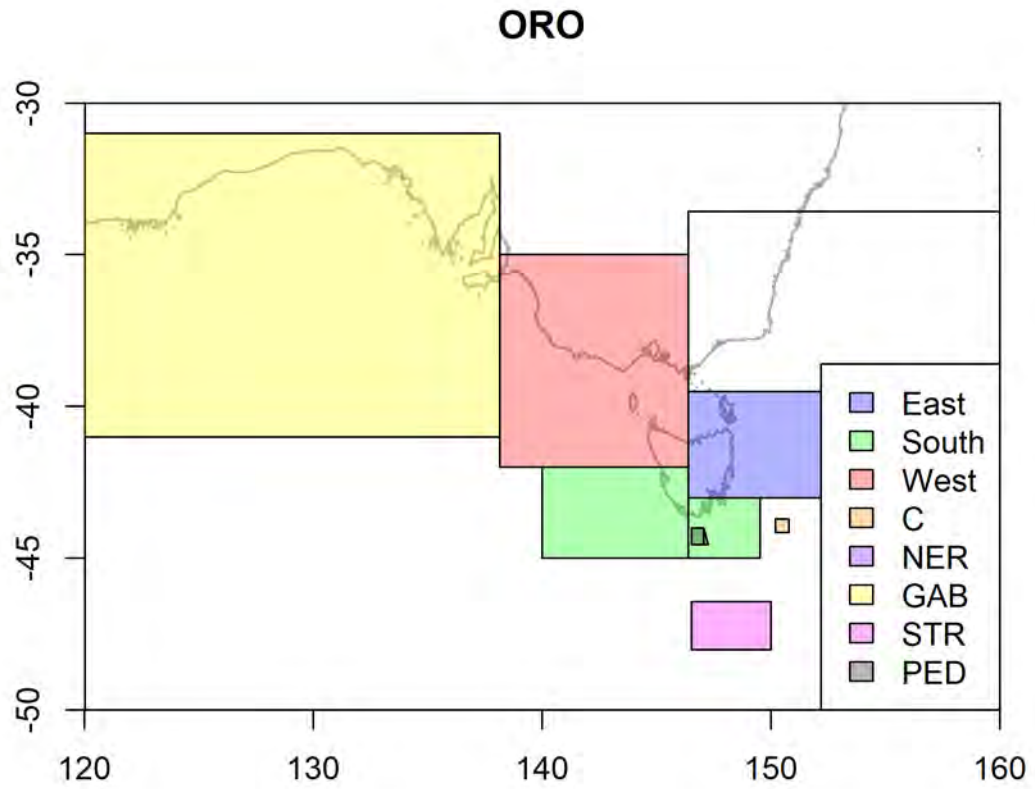 ORO
-30
-35
-40
-45
-50
120
130
140
150
160
East
South
West
C
NER
GAB
STR
PED